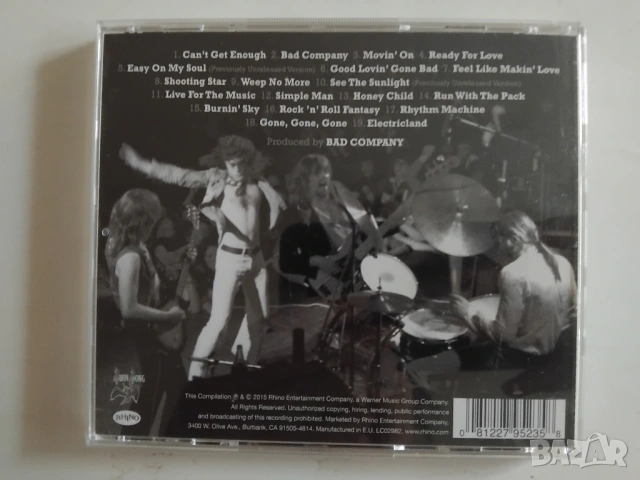 1. Can't Get Enough 2. Bad Company 3. Movin' On 4. Ready For Love
5. Easy On My Soul (Previously Unreleased Version) 6. Good Lovin' Gone Bad 7. Feel Like Makin' Love
8. Shooting Star 9. Weep No More 10. See The Sunlight (Previously Unreleased Version)
11. Live For The Music 12. Simple Man 13. Honey Child 14. Run With The Pack
15. Burnin' Sky 16. Rock 'n' Roll Fantasy 17. Rhythm Machine
18. Gone, Gone, Gone 19. Electricland
Produced by BAD COMPANY
SWAN SONG
RHINO
This Compilation ℗ & © 2015 Rhino Entertainment Company, a Warner Music Group Company.
All Rights Reserved. Unauthorized copying, hiring, lending, public performance
and broadcasting of this recording prohibited. Marketed by Rhino Entertainment Company,
3400 W. Olive Ave., Burbank, CA 91505-4614. Manufactured in E.U. LC02982. www.rhino.com
0 81227 95235 8
bazar